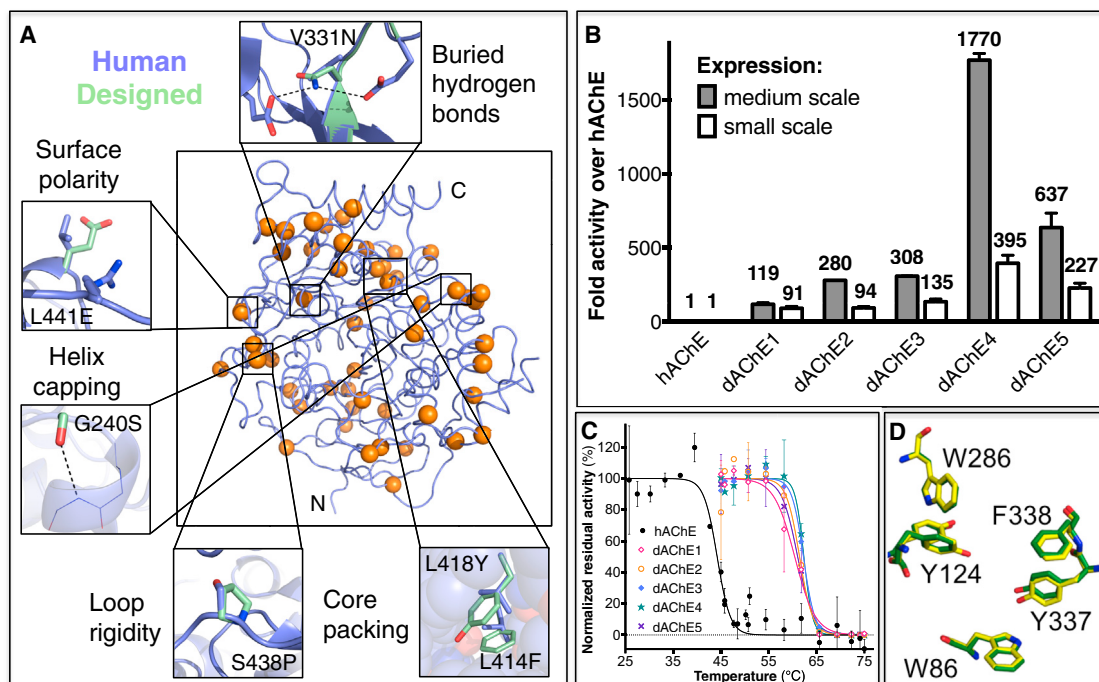 A
Human
Designed
V331N
Buried
hydrogen
bonds
Surface
polarity
L441E
Helix
capping
G240S
C
N
Loop
rigidity
S438P
Core
packing
L418Y
L414F
B
Fold activity over hAChE
1500
1000
500
0
Expression:
medium scale
small scale
1 1
119
91
280
94
308
135
1770
395
637
227
hAChE
dAChE1
dAChE2
dAChE3
dAChE4
dAChE5
C
Normalized residual activity (%)
120
100
80
60
40
20
0
hAChE
dAChE1
dAChE2
dAChE3
dAChE4
dAChE5
25 35 45 55 65 75
Temperature (°C)
D
W286
F338
Y124
Y337
W86